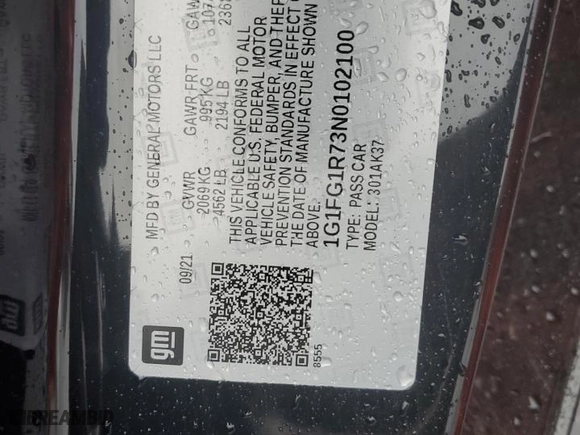 MFD BY GENERAL MOTORS LLC
09/21
GVWR
2069 KG
4562 LB
GAWR FRT
995 KG
2194 LB
THIS VEHICLE CONFORMS TO ALL
APPLICABLE U.S. FEDERAL MOTOR
VEHICLE SAFETY, BUMPER, AND THEFT
PREVENTION STANDARDS IN EFFECT
THE DATE OF MANUFACTURE SHOWN
ABOVE.
1G1FG1R73N0102100
TYPE: PASS CAR
MODEL: 301AK37
gm
8555